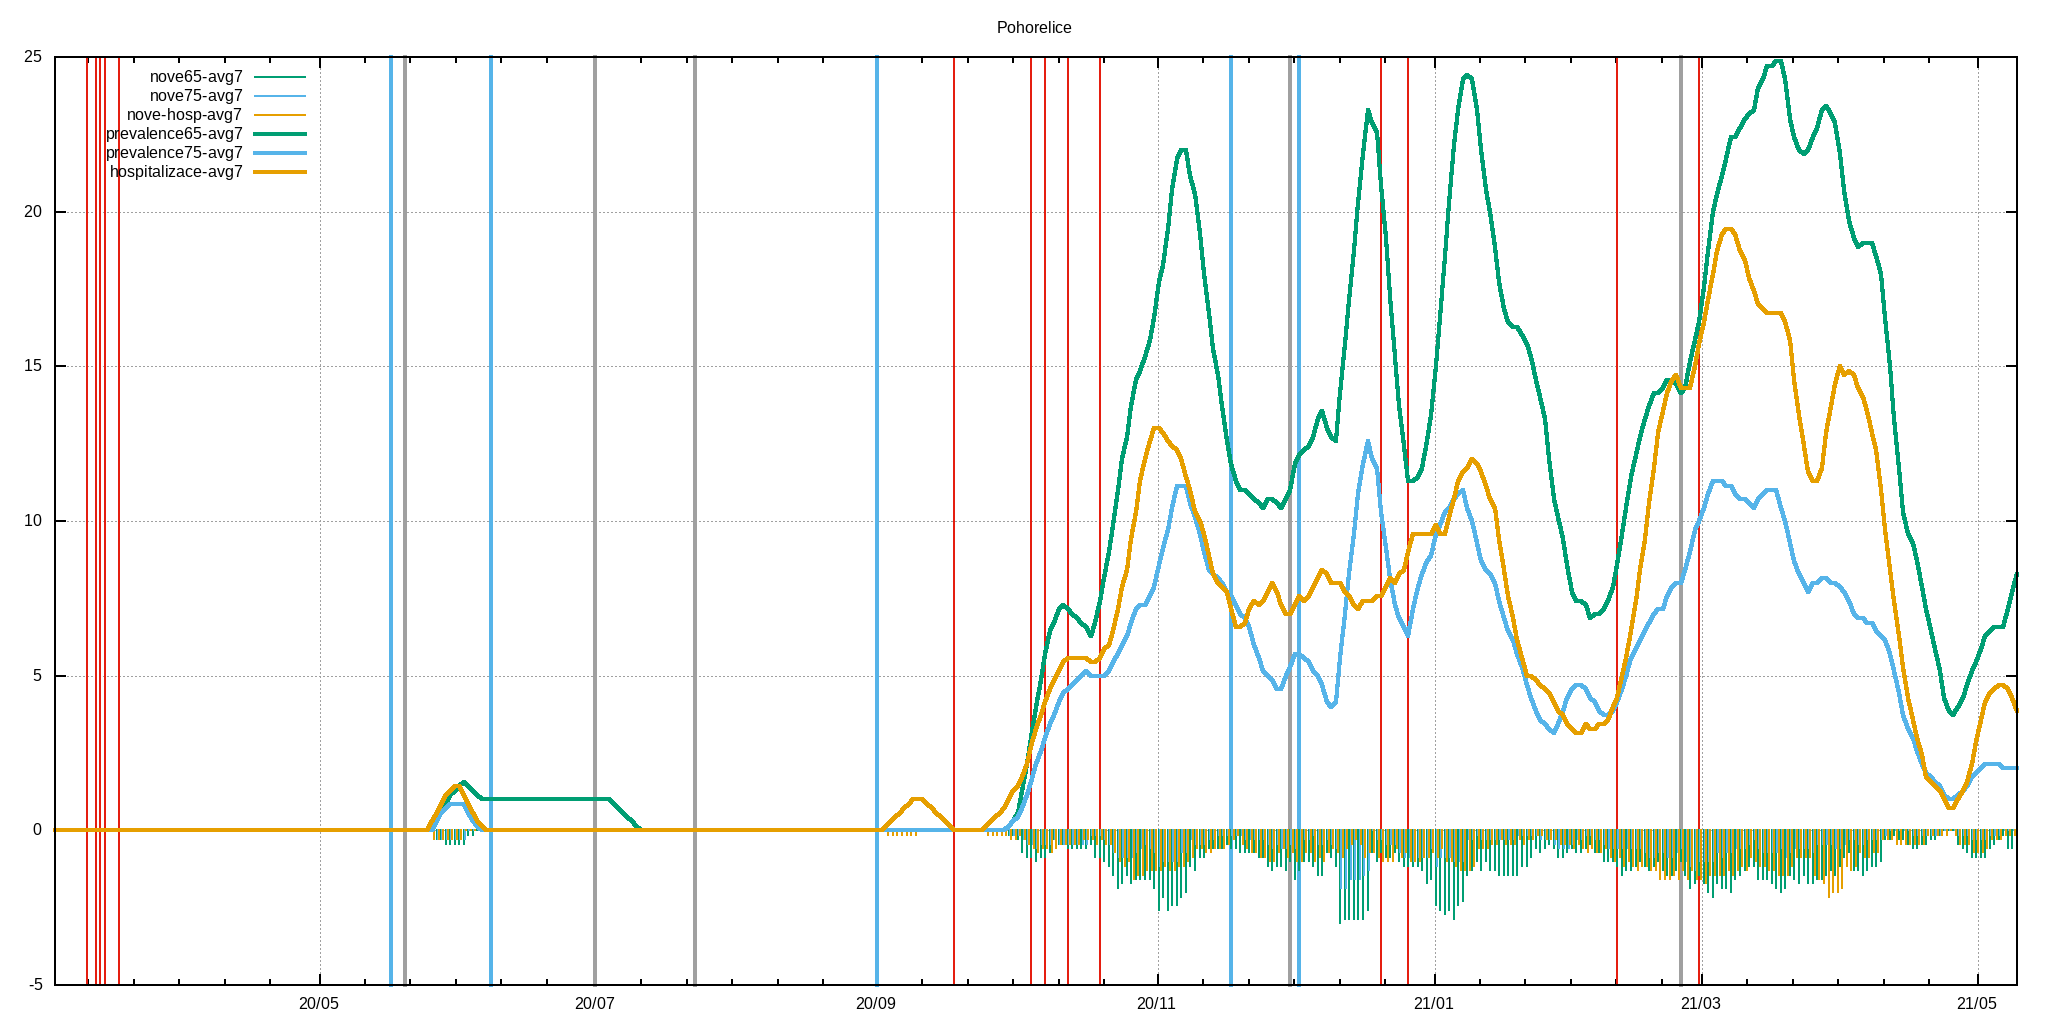 Pohorelice
25
nove65-avg7
nove75-avg7
nove-hosp-avg7
prevalence65-avg7
prevalence75-avg7
hospitalizace-avg7
20
15
10
5
0
-5
20/05 20/07 20/09 20/11 21/01 21/03 21/05